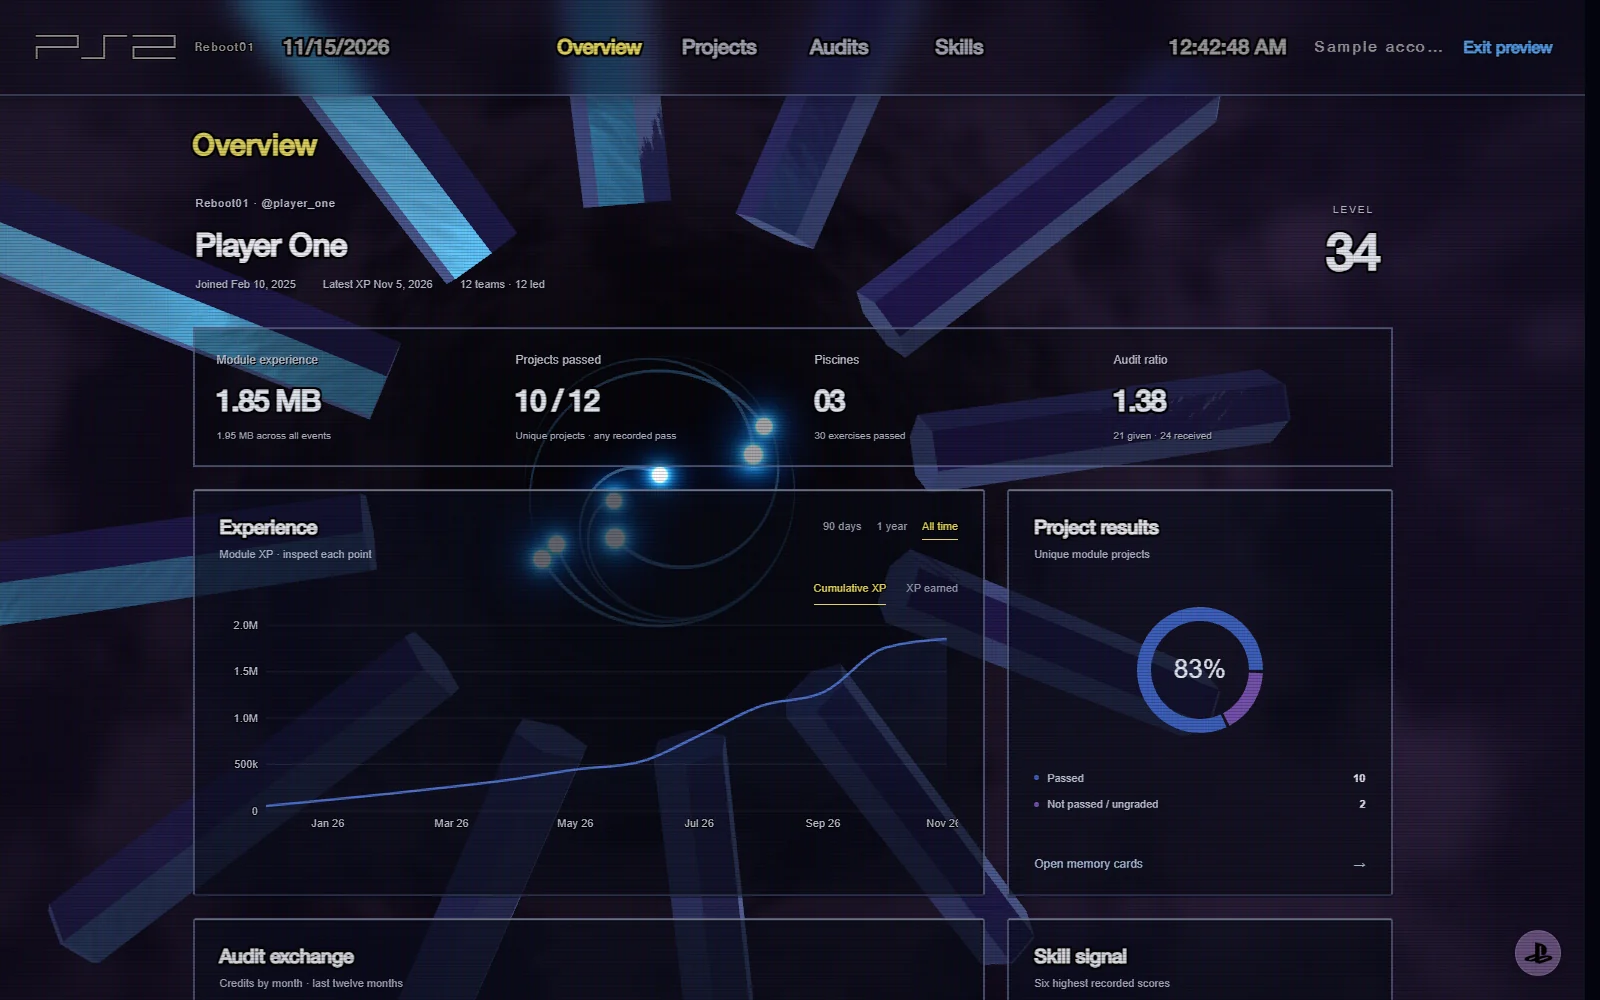 PS2 Reboot01 11/15/2026 Overview Projects Audits Skills 12:42:48 AM Sample acco... Exit preview
Overview
Reboot01 · @player_one
Player One
Joined Feb 10, 2025 Latest XP Nov 5, 2026 12 teams · 12 led
LEVEL
34
Module experience
1.85 MB
1.95 MB across all events
Projects passed
10 / 12
Unique projects · any recorded pass
Piscines
03
30 exercises passed
Audit ratio
1.38
21 given · 24 received
Experience
Module XP · inspect each point
90 days 1 year All time
Cumulative XP XP earned
2.0M
1.5M
1.0M
500k
0
Jan 26 Mar 26 May 26 Jul 26 Sep 26 Nov 26
Project results
Unique module projects
83%
Passed 10
Not passed / ungraded 2
Open memory cards →
Audit exchange
Credits by month · last twelve months
Skill signal
Six highest recorded scores